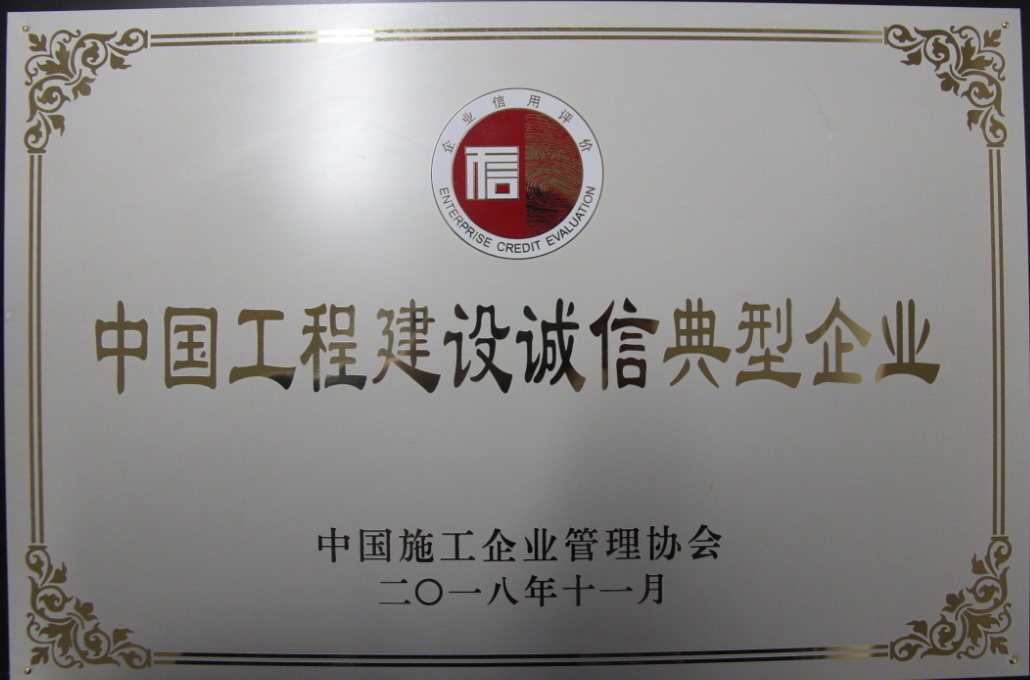 企业信用评价
信
ENTERPRISE CREDIT EVALUATION
中国工程建设诚信典型企业
中国施工企业管理协会
二〇一八年十一月